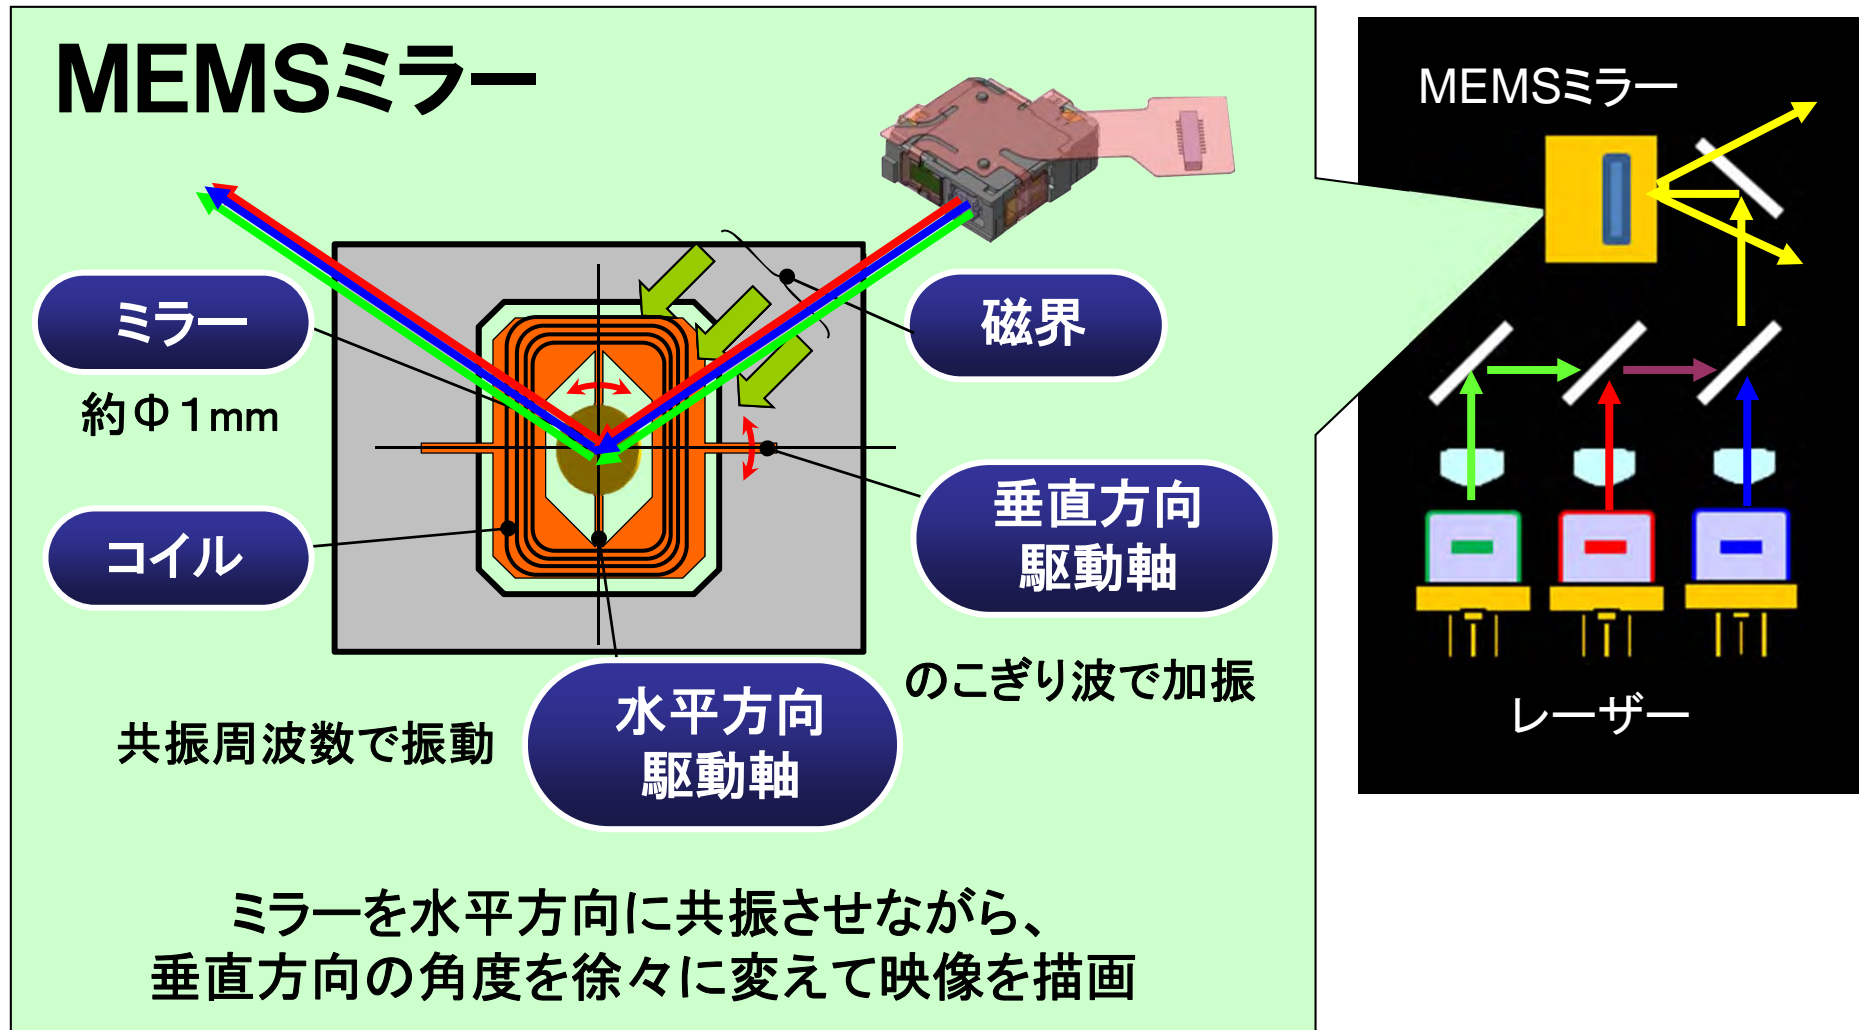 MEMSミラー
ミラー
約Φ1mm
コイル
磁界
垂直方向
駆動軸
のこぎり波で加振
水平方向
駆動軸
共振周波数で振動
ミラーを水平方向に共振させながら、
垂直方向の角度を徐々に変えて映像を描画
MEMSミラー
レーザー